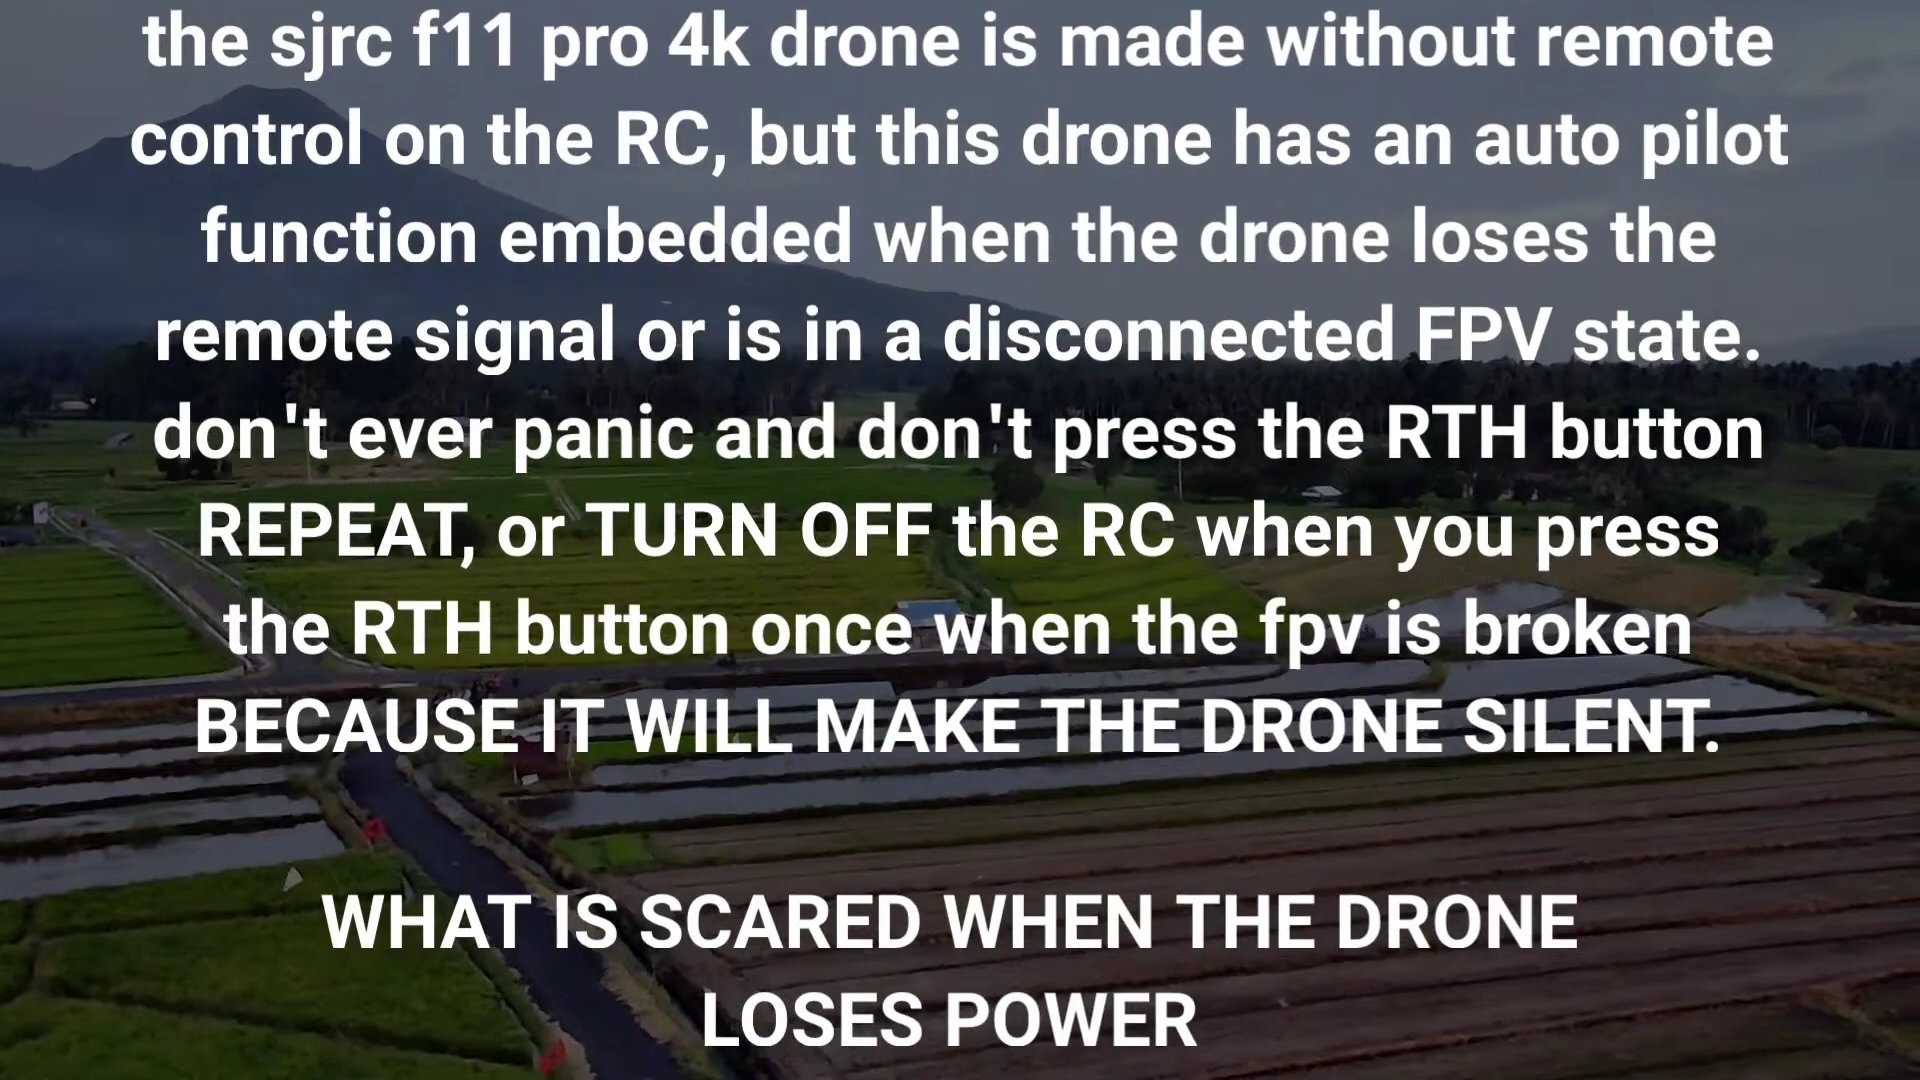 the sjrc f11 pro 4k drone is made without remote
control on the RC, but this drone has an auto pilot
function embedded when the drone loses the
remote signal or is in a disconnected FPV state.
don't ever panic and don't press the RTH button
REPEAT, or TURN OFF the RC when you press
the RTH button once when the fpv is broken
BECAUSE IT WILL MAKE THE DRONE SILENT.
WHAT IS SCARED WHEN THE DRONE
LOSES POWER